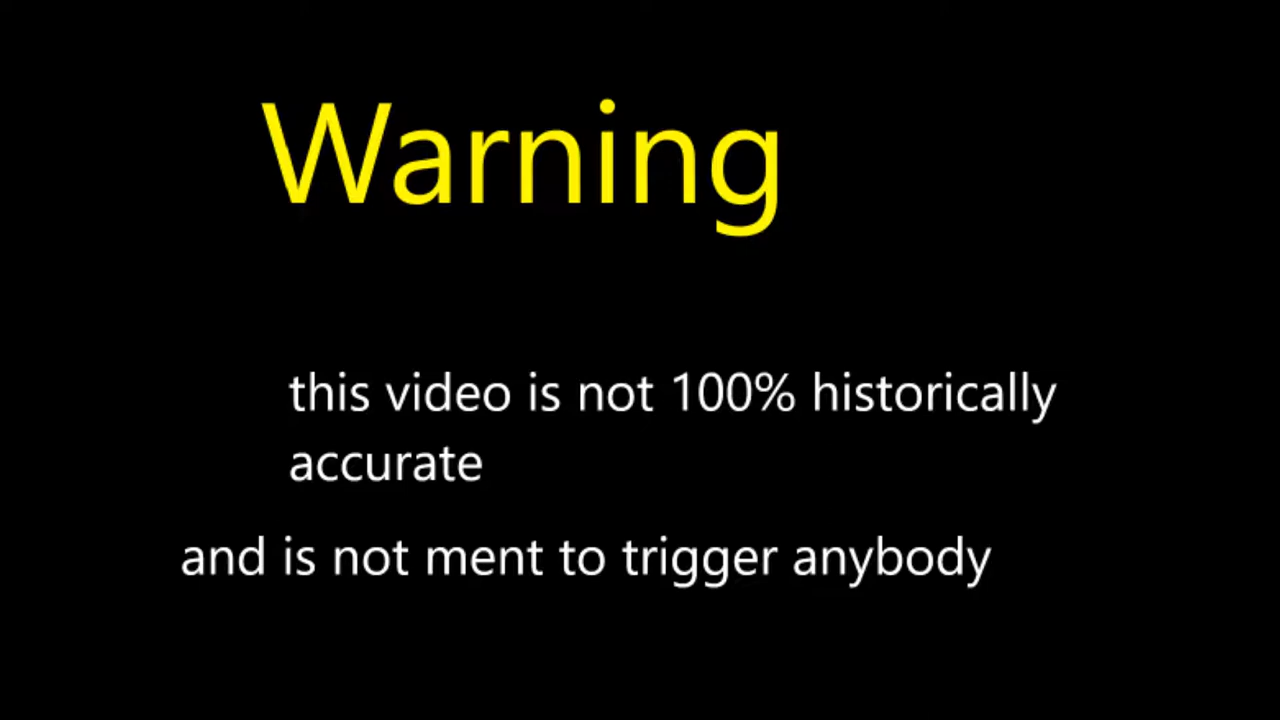 Warning
this video is not 100% historically
accurate
and is not ment to trigger anybody